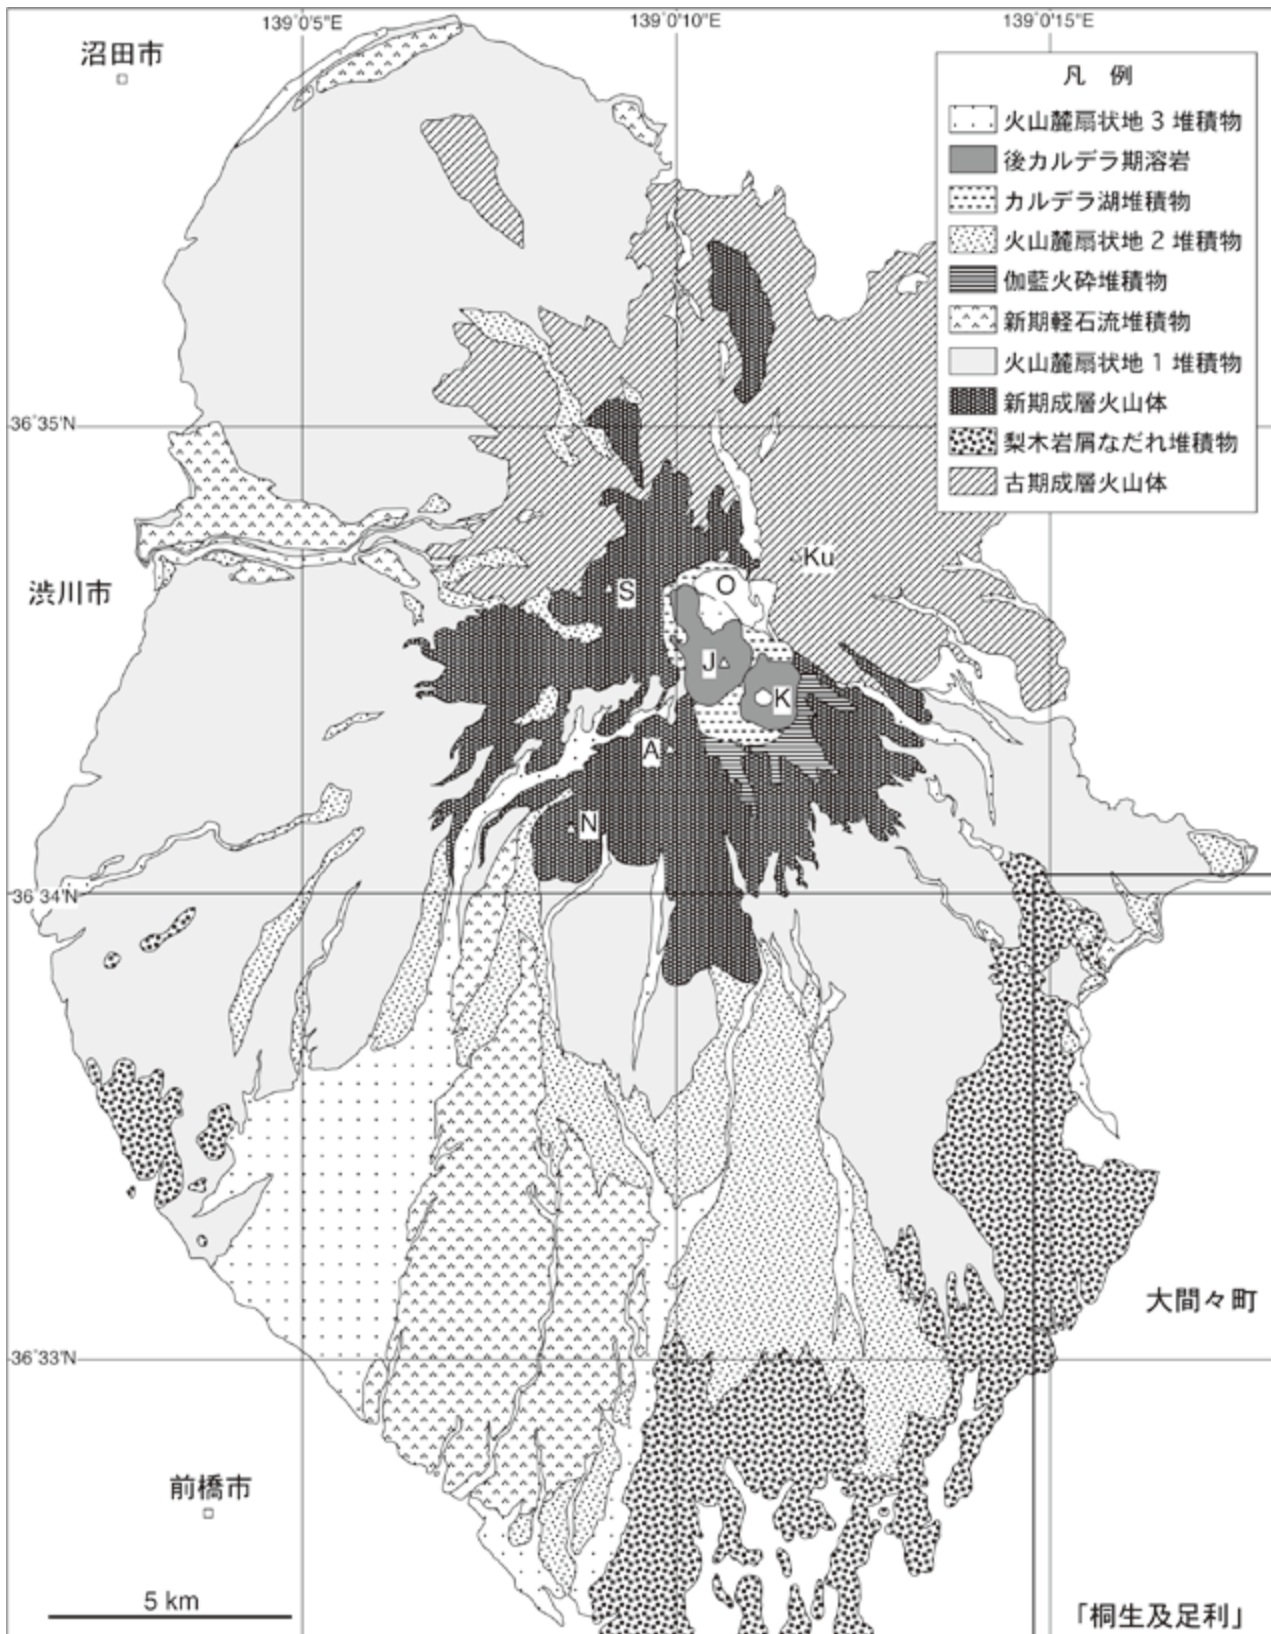 139˚0'5"E
139˚0'10"E
139˚0'15"E
沼田市
凡 例
火山麓扇状地3堆積物
後カルデラ期溶岩
カルデラ湖堆積物
火山麓扇状地2堆積物
伽藍火砕堆積物
新期軽石流堆積物
火山麓扇状地1堆積物
新期成層火山体
梨木岩屑なだれ堆積物
古期成層火山体
36˚35'N
Ku
渋川市
S
O
J
K
A
N
36˚34'N
大間々町
36˚33'N
前橋市
5 km
「桐生及足利」